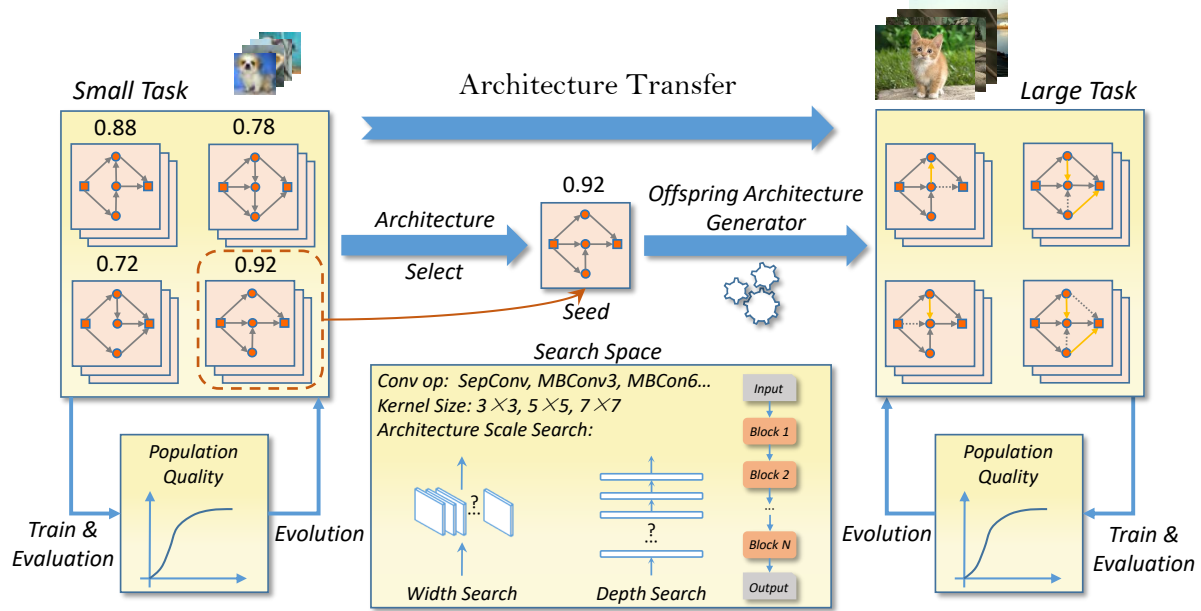 Architecture Transfer
Small Task
Large Task
0.88
0.78
0.72
0.92
Architecture
Select
0.92
Seed
Offspring Architecture
Generator
Search Space
Conv op: SepConv, MBConv3, MBCon6...
Kernel Size: 3×3, 5×5, 7×7
Architecture Scale Search:
?
...
Width Search
?
...
Depth Search
Input
Block 1
Block 2
...
Block N
Output
Population
Quality
Train &
Evaluation
Evolution
Population
Quality
Evolution
Train &
Evaluation